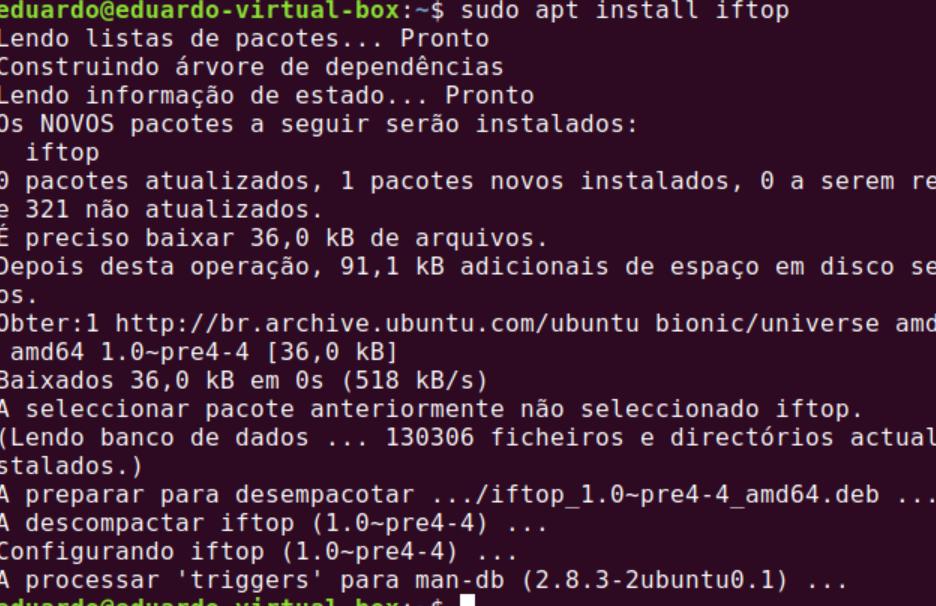 eduardo@eduardo-virtual-box:~$ sudo apt install iftop
Lendo listas de pacotes... Pronto
Construindo árvore de dependências
Lendo informação de estado... Pronto
Os NOVOS pacotes a seguir serão instalados:
  iftop
0 pacotes atualizados, 1 pacotes novos instalados, 0 a serem re
e 321 não atualizados.
É preciso baixar 36,0 kB de arquivos.
Depois desta operação, 91,1 kB adicionais de espaço em disco se
os.
Obter:1 http://br.archive.ubuntu.com/ubuntu bionic/universe amd
 amd64 1.0~pre4-4 [36,0 kB]
Baixados 36,0 kB em 0s (518 kB/s)
A seleccionar pacote anteriormente não seleccionado iftop.
(Lendo banco de dados ... 130306 ficheiros e directórios actual
stalados.)
A preparar para desempacotar .../iftop_1.0~pre4-4_amd64.deb ...
A descompactar iftop (1.0~pre4-4) ...
Configurando iftop (1.0~pre4-4) ...
A processar 'triggers' para man-db (2.8.3-2ubuntu0.1) ...
eduardo@eduardo-virtual-box:~$